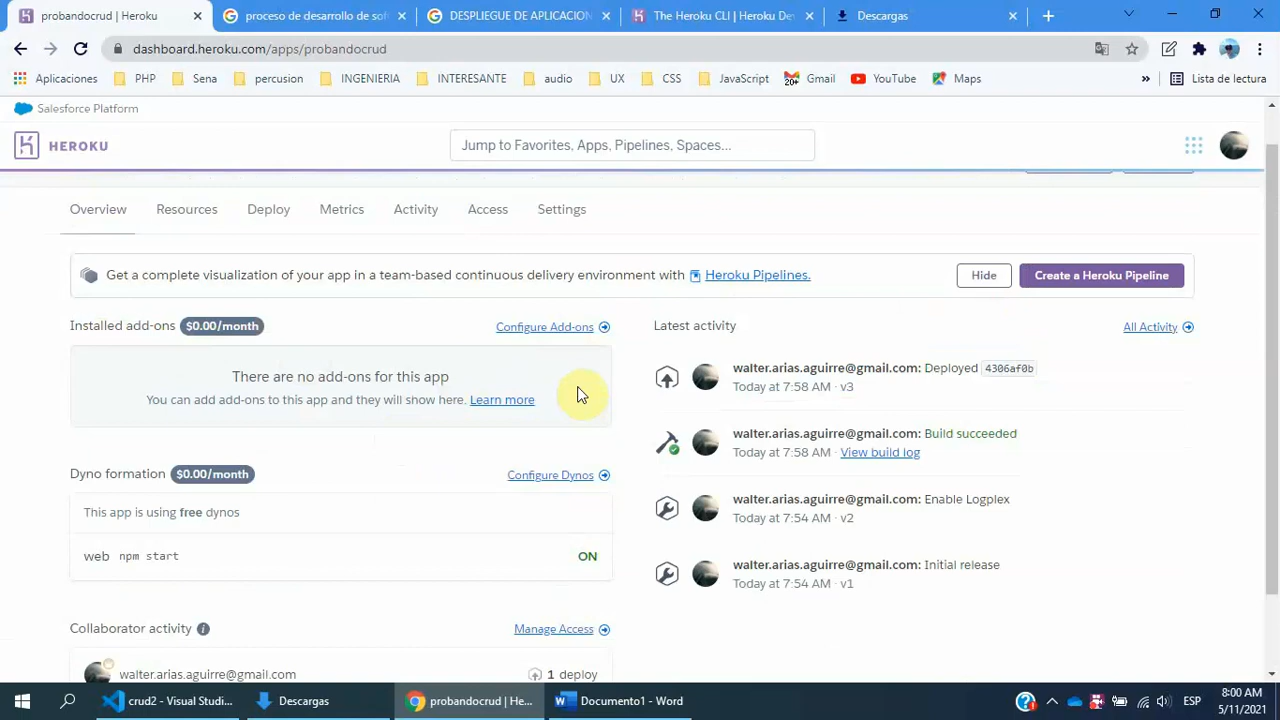 probandocrud | Heroku
proceso de desarrollo de sof
DESPLIEGUE DE APLICACION
The Heroku CLI | Heroku De
Descargas
dashboard.heroku.com/apps/probandocrud
Aplicaciones
PHP
Sena
percusion
INGENIERIA
INTERESANTE
audio
UX
CSS
JavaScript
20+
Gmail
YouTube
Maps
»
Lista de lectura
Salesforce Platform
HEROKU
Jump to Favorites, Apps, Pipelines, Spaces...
Overview
Resources
Deploy
Metrics
Activity
Access
Settings
Get a complete visualization of your app in a team-based continuous delivery environment with Heroku Pipelines.
Hide
Create a Heroku Pipeline
Installed add-ons $0.00/month
Configure Add-ons
There are no add-ons for this app
You can add add-ons to this app and they will show here. Learn more
Dyno formation $0.00/month
Configure Dynos
This app is using free dynos
web npm start
ON
Collaborator activity
Manage Access
walter.arias.aguirre@gmail.com
1 deploy
Latest activity
All Activity
walter.arias.aguirre@gmail.com: Deployed 4306af0b
Today at 7:58 AM · v3
walter.arias.aguirre@gmail.com: Build succeeded
Today at 7:58 AM · View build log
walter.arias.aguirre@gmail.com: Enable Logplex
Today at 7:54 AM · v2
walter.arias.aguirre@gmail.com: Initial release
Today at 7:54 AM · v1
crud2 - Visual Studi...
Descargas
probandocrud | He...
Documento1 - Word
ESP
8:00 AM
5/11/2021